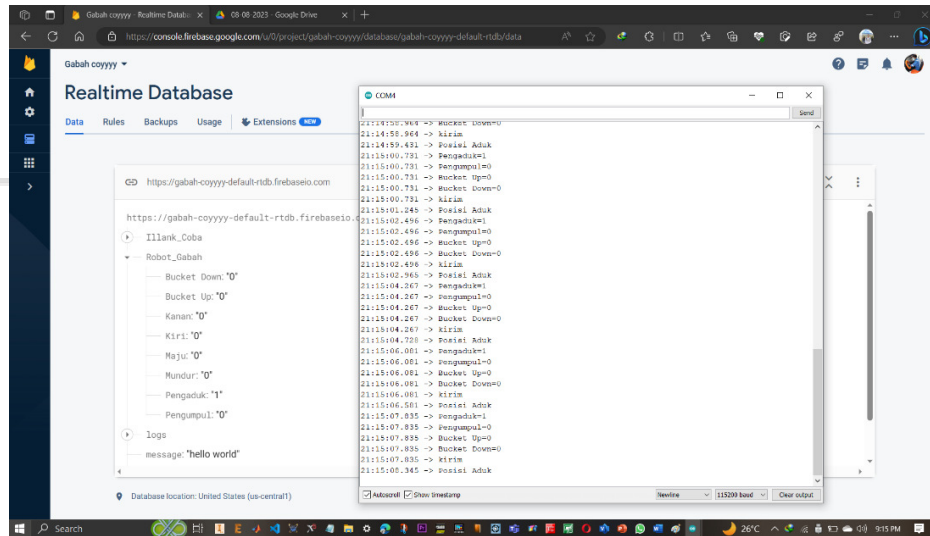 Gabah coyyyy - Realtime Databa
08-08-2023 - Google Drive
https://console.firebase.google.com/u/0/project/gabah-coyyyy/database/gabah-coyyyy-default-rtdb/data
Gabah coyyyy
Realtime Database
Data Rules Backups Usage Extensions NEW
https://gabah-coyyyy-default-rtdb.firebaseio.com
https://gabah-coyyyy-default-rtdb.firebaseio.
Illank_Coba
Robot_Gabah
Bucket Down: "0"
Bucket Up: "0"
Kanan: "0"
Kiri: "0"
Maju: "0"
Mundur: "0"
Pengaduk: "1"
Pengumpul: "0"
logs
message: "hello world"
Database location: United States (us-central1)
COM4
Send
21:14:58.964 -> Bucket Down=0
21:14:58.964 -> kirim
21:14:59.431 -> Posisi Aduk
21:15:00.731 -> Pengaduk=1
21:15:00.731 -> Pengumpul=0
21:15:00.731 -> Bucket Up=0
21:15:00.731 -> Bucket Down=0
21:15:00.731 -> kirim
21:15:01.245 -> Posisi Aduk
21:15:02.496 -> Pengaduk=1
21:15:02.496 -> Pengumpul=0
21:15:02.496 -> Bucket Up=0
21:15:02.496 -> Bucket Down=0
21:15:02.496 -> kirim
21:15:02.965 -> Posisi Aduk
21:15:04.267 -> Pengaduk=1
21:15:04.267 -> Pengumpul=0
21:15:04.267 -> Bucket Up=0
21:15:04.267 -> Bucket Down=0
21:15:04.267 -> kirim
21:15:04.728 -> Posisi Aduk
21:15:06.081 -> Pengaduk=1
21:15:06.081 -> Pengumpul=0
21:15:06.081 -> Bucket Up=0
21:15:06.081 -> Bucket Down=0
21:15:06.081 -> kirim
21:15:06.581 -> Posisi Aduk
21:15:07.835 -> Pengaduk=1
21:15:07.835 -> Pengumpul=0
21:15:07.835 -> Bucket Up=0
21:15:07.835 -> Bucket Down=0
21:15:07.835 -> kirim
21:15:08.345 -> Posisi Aduk
Autoscroll Show timestamp Newline 115200 baud Clear output
Search
26°C
9:15 PM